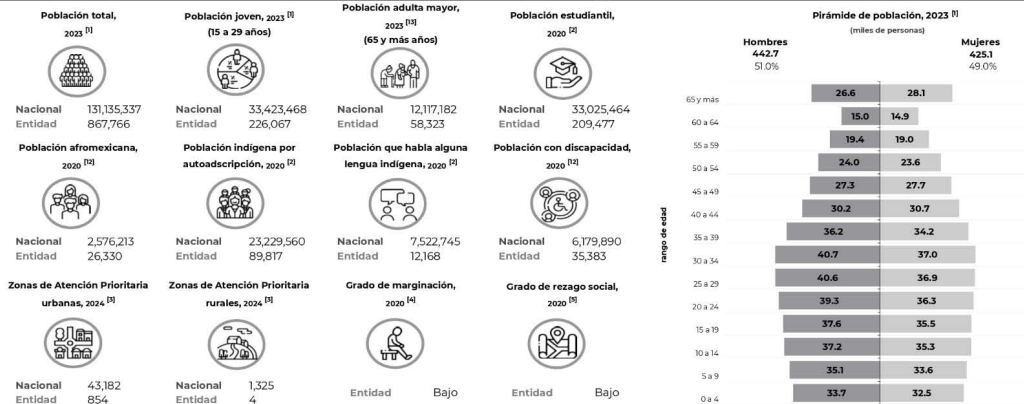 Población total,
2023 [1]
Nacional 131,135,337
Entidad 867,766
Población joven, 2023 [1]
(15 a 29 años)
Nacional 33,423,468
Entidad 226,067
Población adulta mayor,
2023 [13]
(65 y más años)
Nacional 12,117,182
Entidad 58,323
Población estudiantil,
2020 [2]
Nacional 33,025,464
Entidad 209,477
Población afromexicana,
2020 [12]
Nacional 2,576,213
Entidad 26,330
Población indígena por
autoadscripción, 2020 [2]
Nacional 23,229,560
Entidad 89,817
Población que habla alguna
lengua indígena, 2020 [2]
Nacional 7,522,745
Entidad 12,168
Población con discapacidad,
2020 [12]
Nacional 6,179,890
Entidad 35,383
Zonas de Atención Prioritaria
urbanas, 2024 [3]
Nacional 43,182
Entidad 854
Zonas de Atención Prioritaria
rurales, 2024 [3]
Nacional 1,325
Entidad 4
Grado de marginación,
2020 [4]
Entidad Bajo
Grado de rezago social,
2020 [5]
Entidad Bajo
Pirámide de población, 2023 [1]
(miles de personas)
Hombres
442.7
51.0%
Mujeres
425.1
49.0%
rango de edad
65 y más 26.6 28.1
60 a 64 15.0 14.9
55 a 59 19.4 19.0
50 a 54 24.0 23.6
45 a 49 27.3 27.7
40 a 44 30.2 30.7
35 a 39 36.2 34.2
30 a 34 40.7 37.0
25 a 29 40.6 36.9
20 a 24 39.3 36.3
15 a 19 37.6 35.5
10 a 14 37.2 35.3
5 a 9 35.1 33.6
0 a 4 33.7 32.5